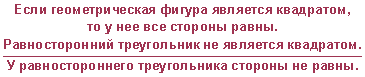 Если геометрическая фигура является квадратом,
то у нее все стороны равны.
Равносторонний треугольник не является квадратом.
У равностороннего треугольника стороны не равны.